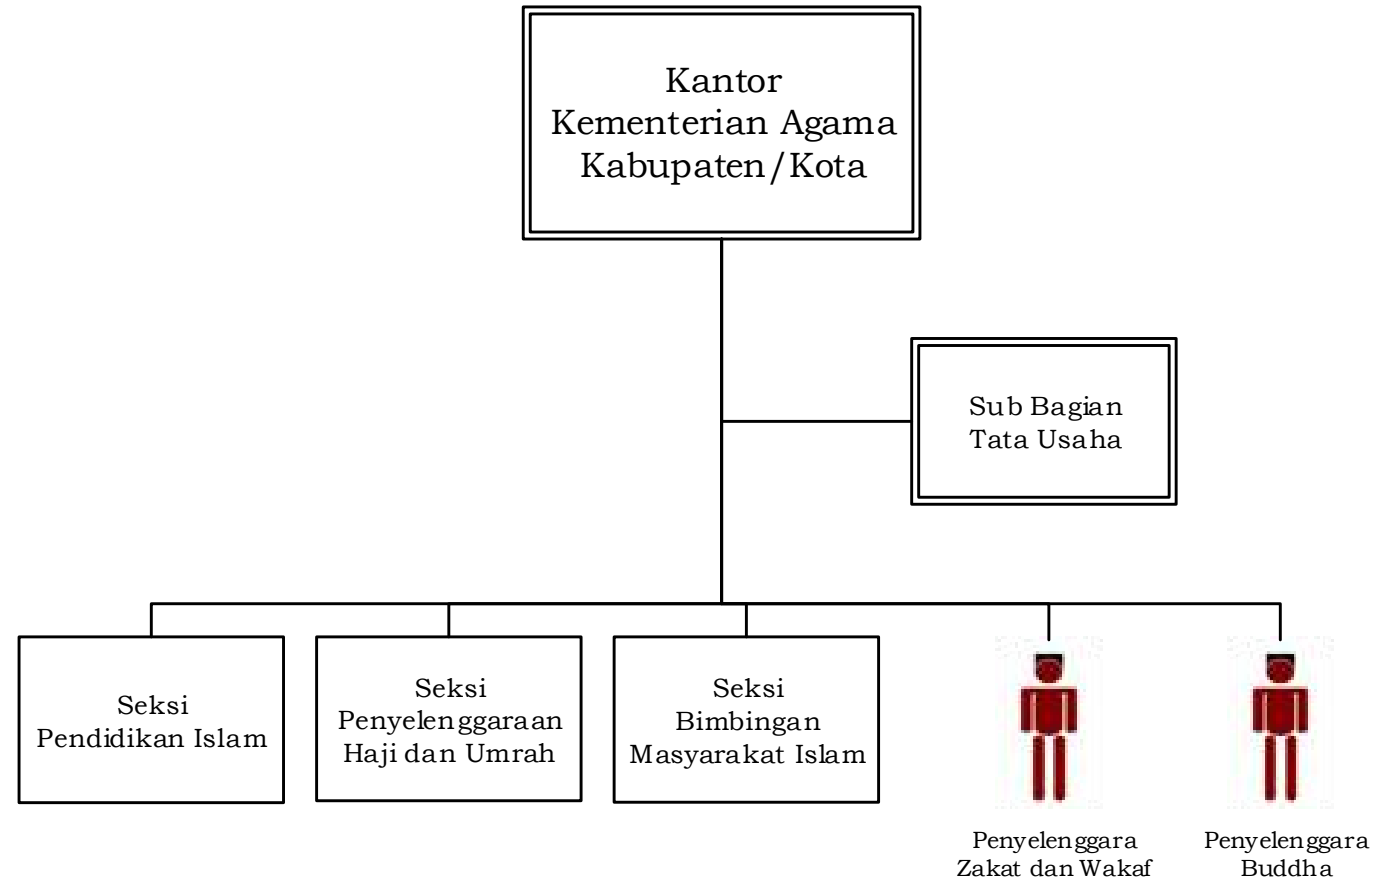 Kantor
Kementerian Agama
Kabupaten/Kota
Sub Bagian
Tata Usaha
Seksi
Pendidikan Islam
Seksi
Penyelenggaraan
Haji dan Umrah
Seksi
Bimbingan
Masyarakat Islam
Penyelenggara
Zakat dan Wakaf
Penyelenggara
Buddha